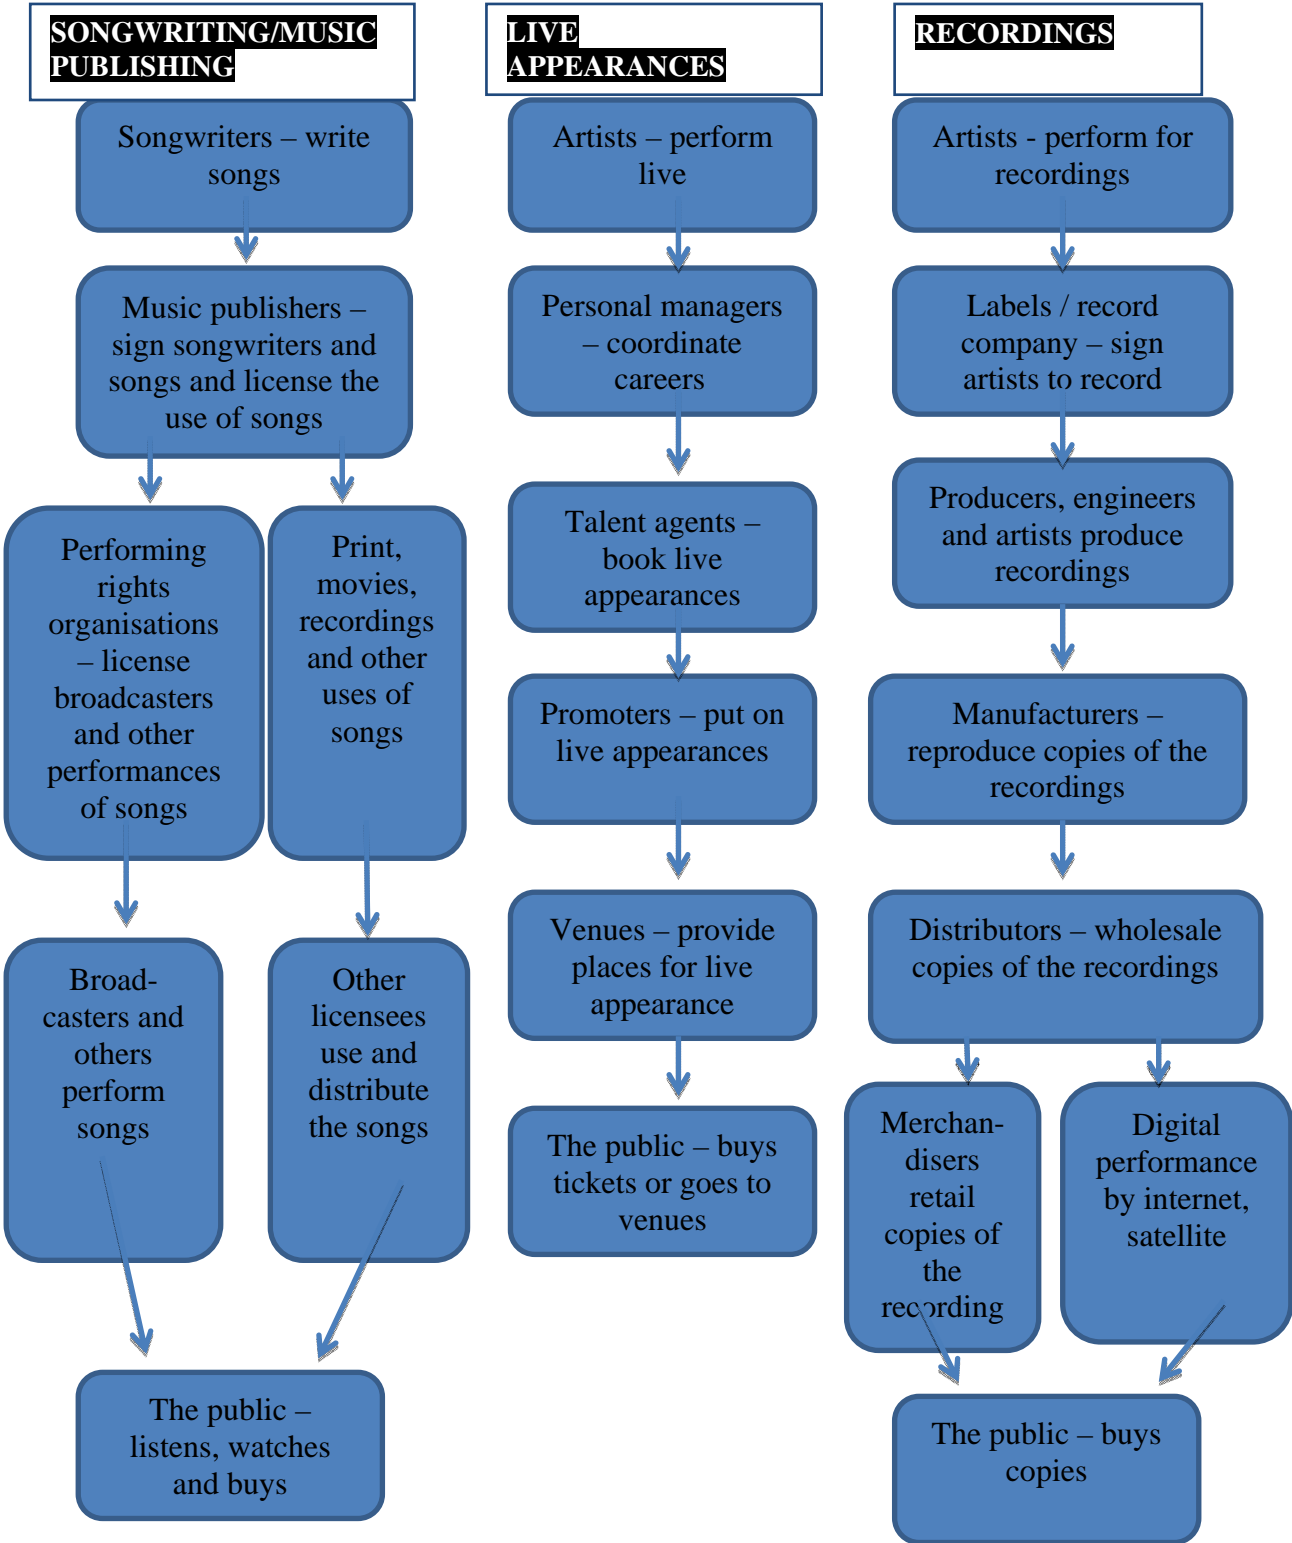 SONGWRITING/MUSIC
PUBLISHING
Songwriters – write
songs
Music publishers –
sign songwriters and
songs and license the
use of songs
Performing
rights
organisations
– license
broadcasters
and other
performances
of songs
Print,
movies,
recordings
and other
uses of
songs
Broad-
casters and
others
perform
songs
Other
licensees
use and
distribute
the songs
The public –
listens, watches
and buys
LIVE
APPEARANCES
Artists – perform
live
Personal managers
– coordinate
careers
Talent agents –
book live
appearances
Promoters – put on
live appearances
Venues – provide
places for live
appearance
The public – buys
tickets or goes to
venues
RECORDINGS
Artists - perform for
recordings
Labels / record
company – sign
artists to record
Producers, engineers
and artists produce
recordings
Manufacturers –
reproduce copies of the
recordings
Distributors – wholesale
copies of the recordings
Merchan-
disers
retail
copies of
the
recording
Digital
performance
by internet,
satellite
The public – buys
copies